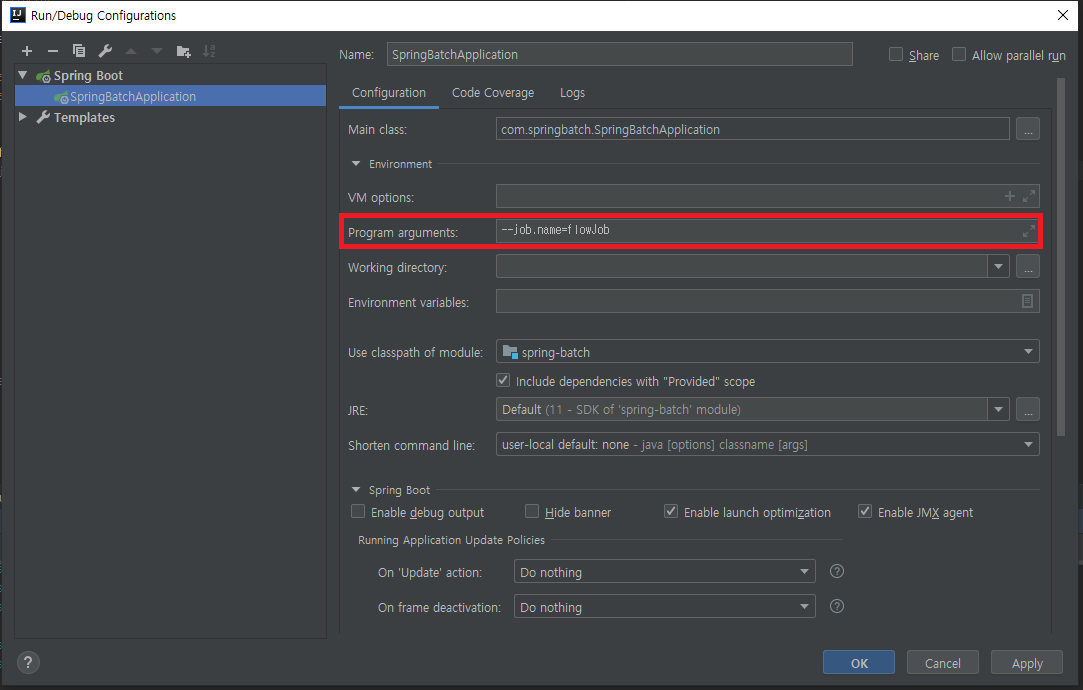 Run/Debug Configurations
Spring Boot
SpringBatchApplication
Templates
Name: SpringBatchApplication
Share
Allow parallel run
Configuration Code Coverage Logs
Main class: com.springbatch.SpringBatchApplication ...
Environment
VM options:
Program arguments: --job.name=flowJob
Working directory: ...
Environment variables:
Use classpath of module: spring-batch
Include dependencies with "Provided" scope
JRE: Default (11 - SDK of 'spring-batch' module) ...
Shorten command line: user-local default: none - java [options] classname [args]
Spring Boot
Enable debug output Hide banner Enable launch optimization Enable JMX agent
Running Application Update Policies
On 'Update' action: Do nothing ?
On frame deactivation: Do nothing ?
? OK Cancel Apply